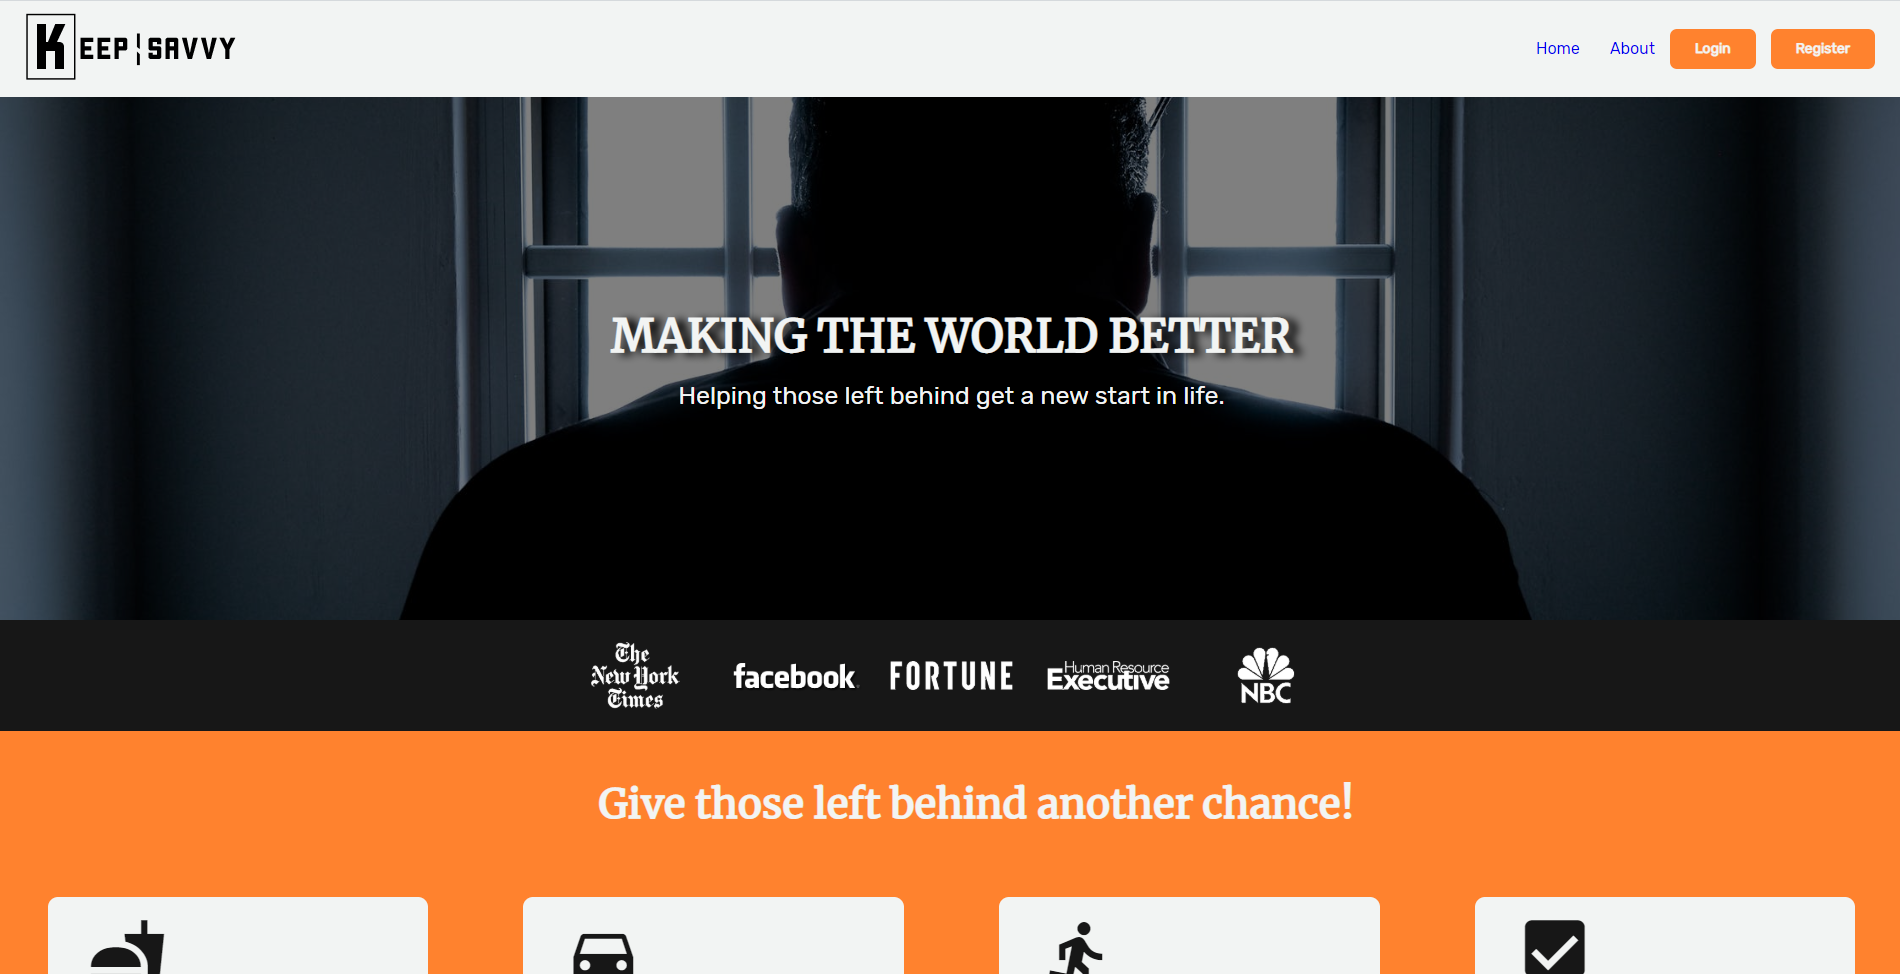 KEEP SAVVY
Home About Login Register
MAKING THE WORLD BETTER
Helping those left behind get a new start in life.
The
New York
Times
facebook
FORTUNE
Human Resource
Executive
NBC
Give those left behind another chance!